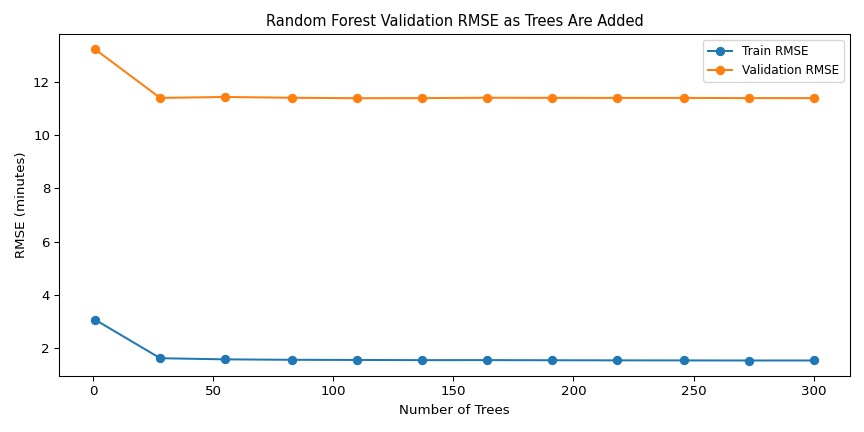 Random Forest Validation RMSE as Trees Are Added
Train RMSE
Validation RMSE
RMSE (minutes)
12
10
8
6
4
2
0 50 100 150 200 250 300
Number of Trees